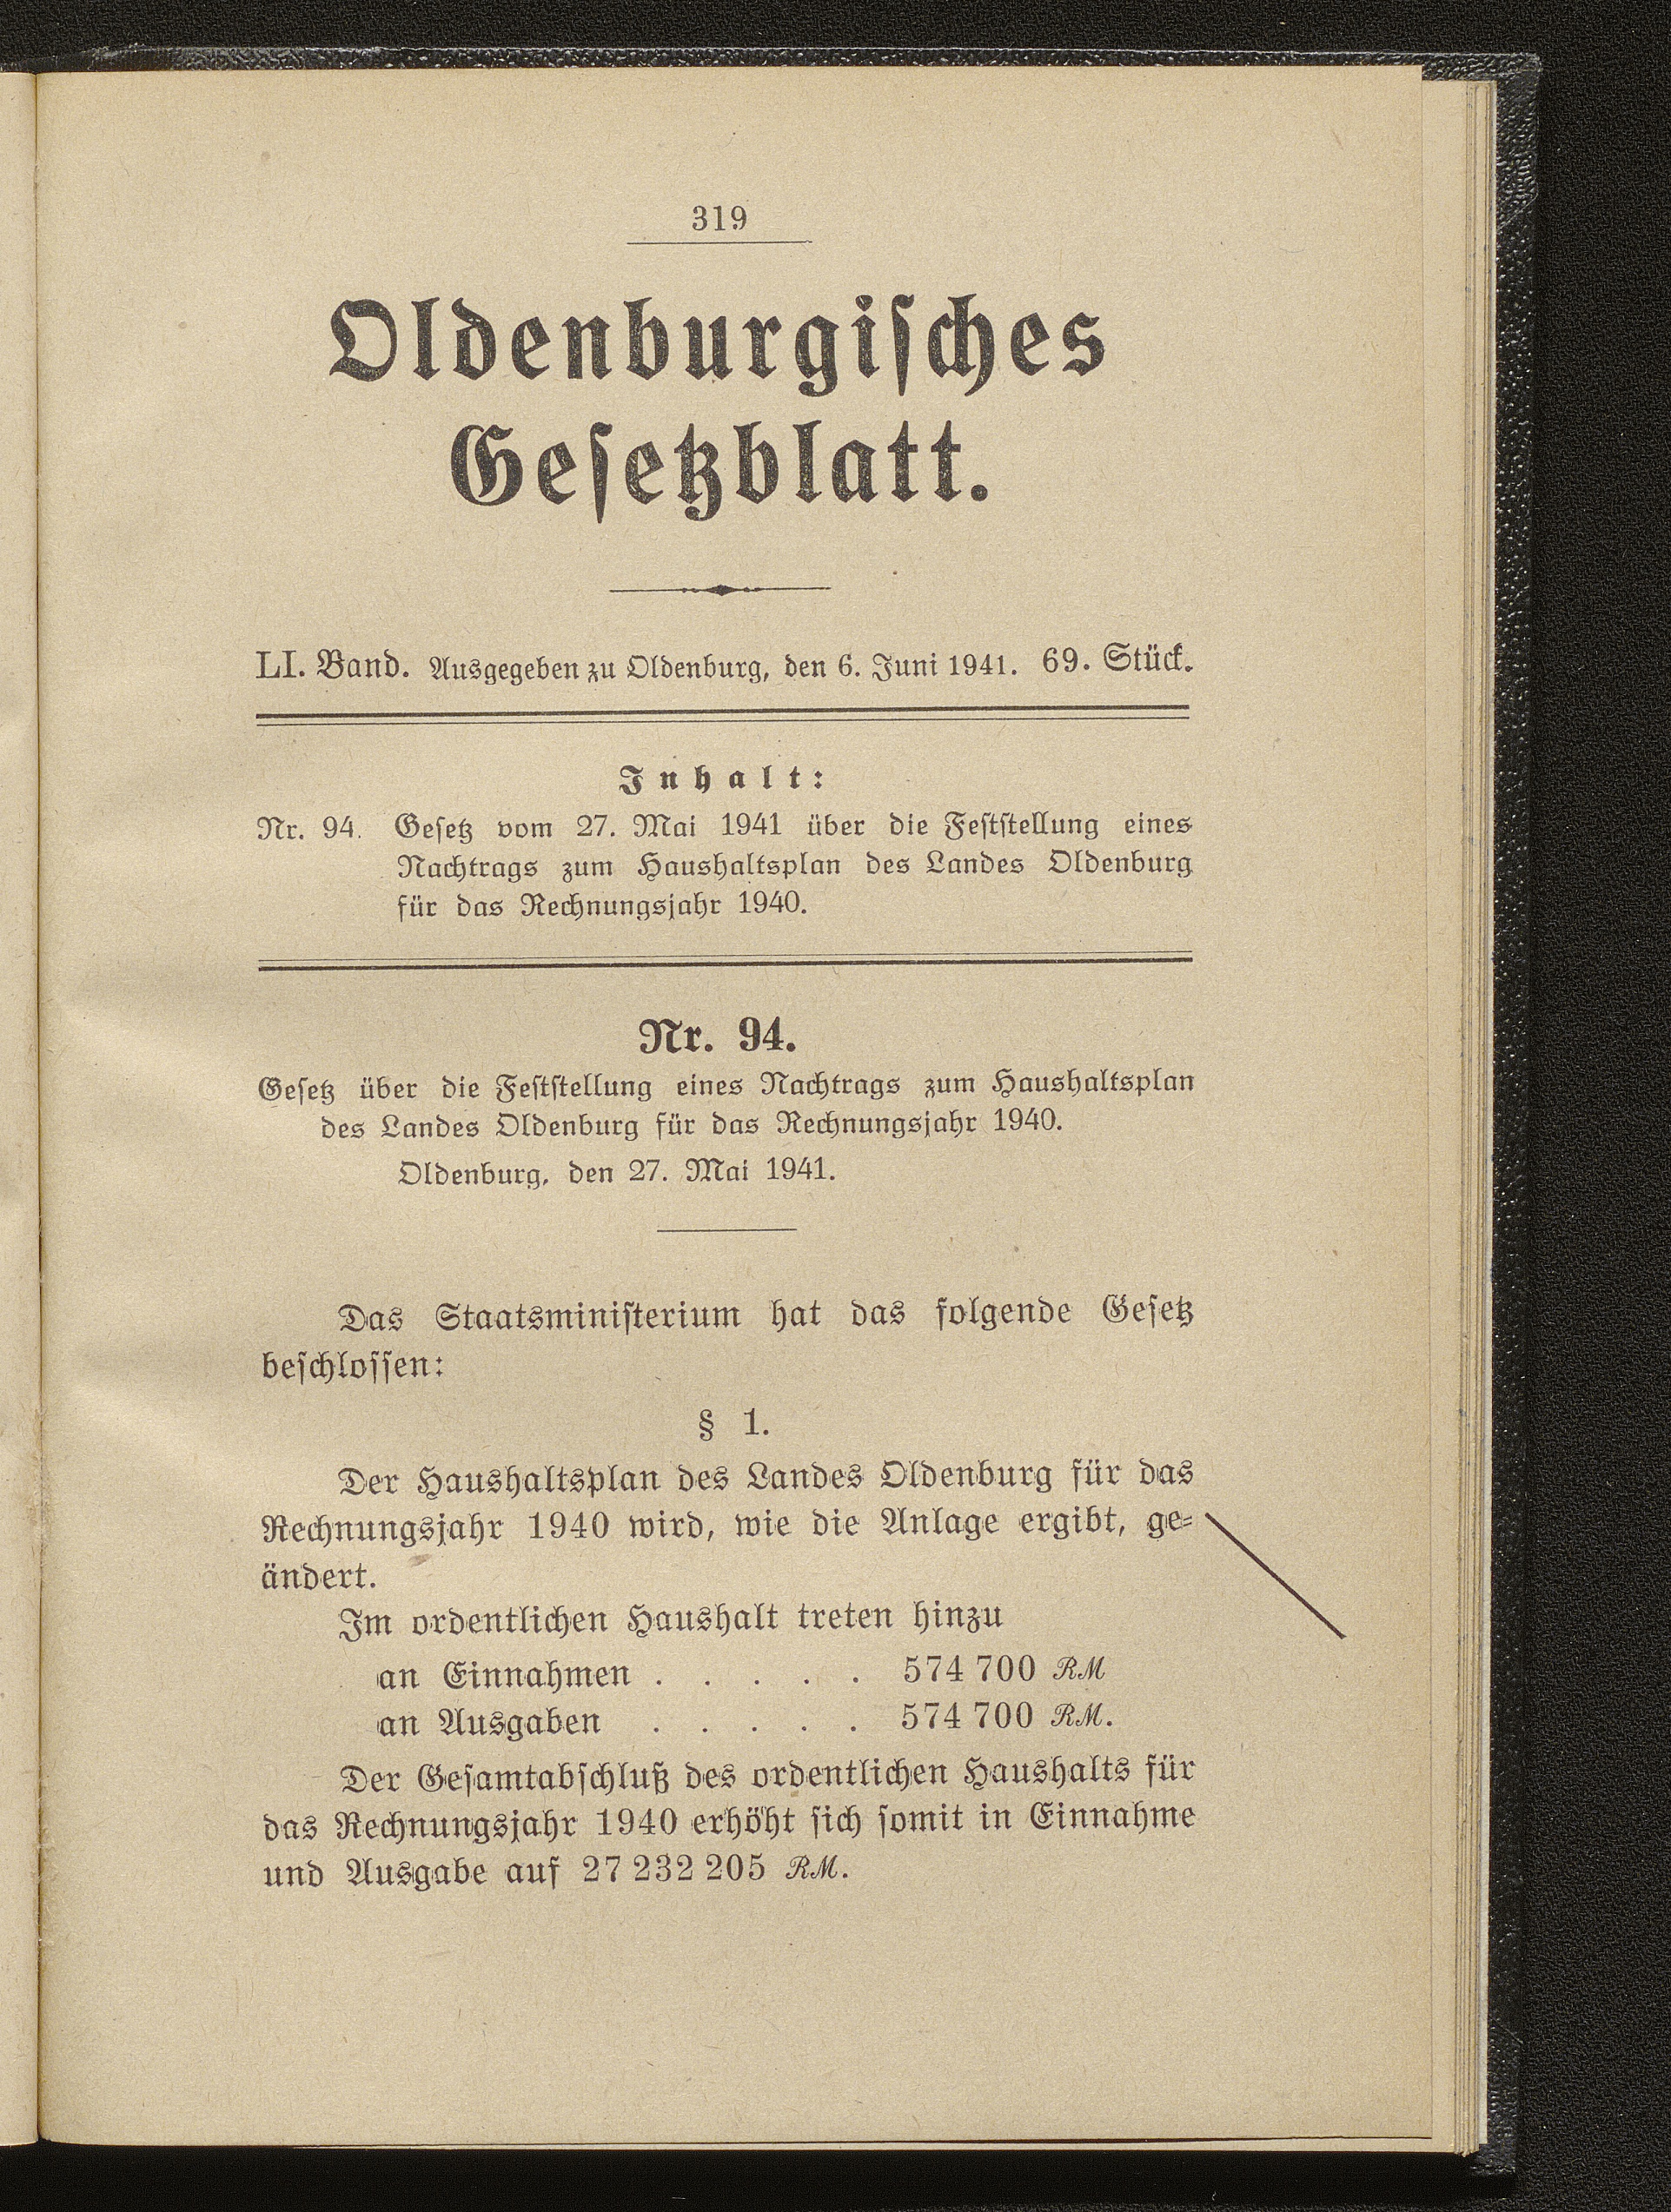 319
Oldenburgisches
Gesetzblatt.
LI. Band. Ausgegeben zu Oldenburg, den 6. Juni 1941. 69. Stück.
Inhalt:
Nr. 94. Gesetz vom 27. Mai 1941 über die Feststellung eines
Nachtrags zum Haushaltsplan des Landes Oldenburg
für das Rechnungsjahr 1940.
Nr. 94.
Gesetz über die Feststellung eines Nachtrags zum Haushaltsplan
des Landes Oldenburg für das Rechnungsjahr 1940.
Oldenburg, den 27. Mai 1941.
Das Staatsministerium hat das folgende Gesetz
beschlossen:
§ 1.
Der Haushaltsplan des Landes Oldenburg für das
Rechnungsjahr 1940 wird, wie die Anlage ergibt, ge-
ändert.
Im ordentlichen Haushalt treten hinzu
an Einnahmen . . . . . 574 700 RM
an Ausgaben . . . . . 574 700 RM.
Der Gesamtabschluß des ordentlichen Haushalts für
das Rechnungsjahr 1940 erhöht sich somit in Einnahme
und Ausgabe auf 27 232 205 RM.